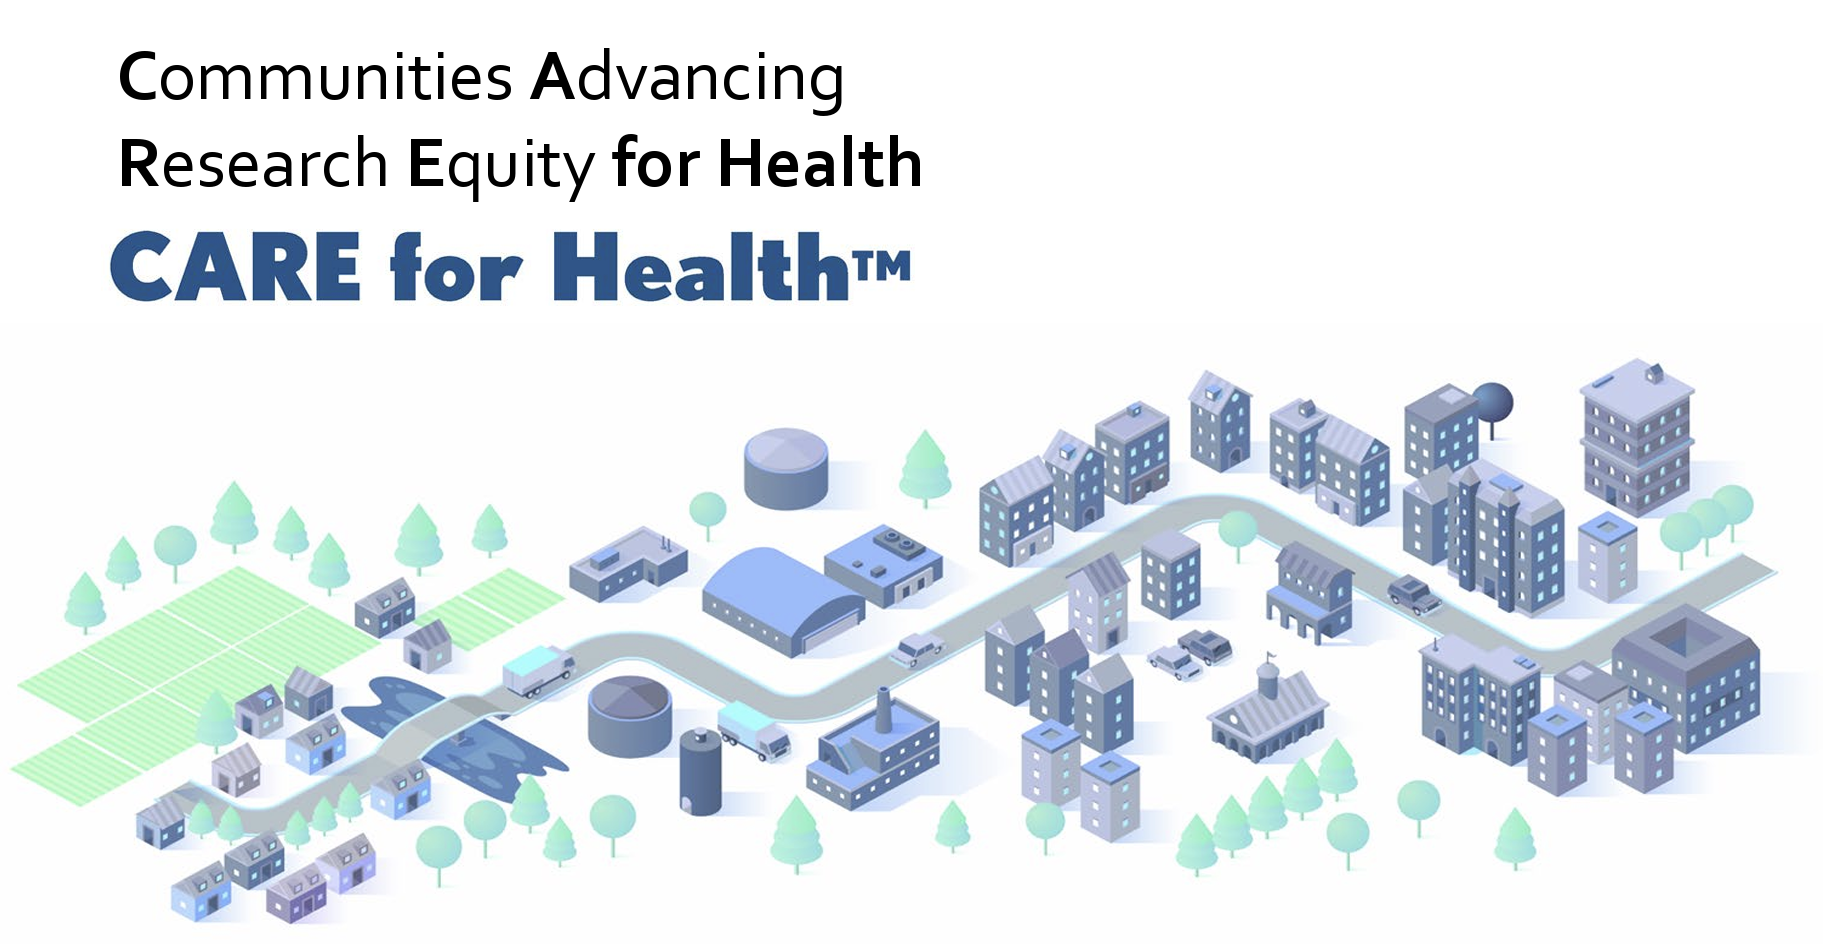 Communities Advancing
Research Equity for Health
CARE for Health™